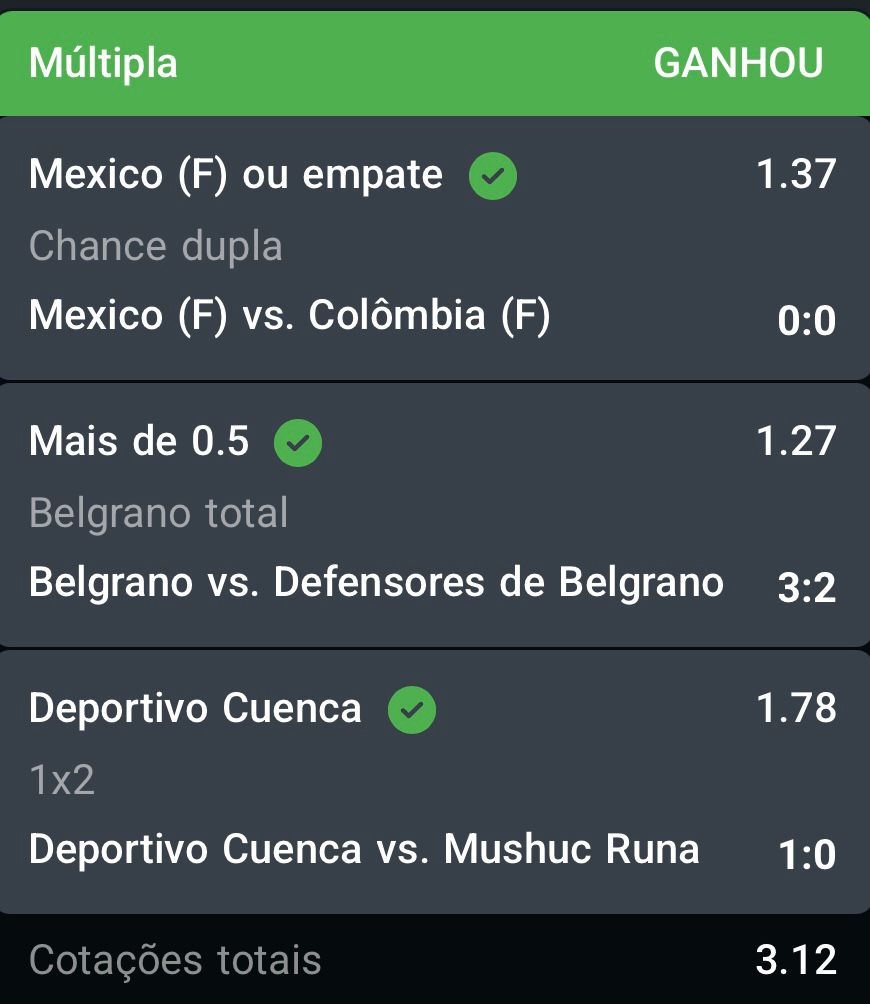 Múltipla GANHOU
Mexico (F) ou empate 1.37
Chance dupla
Mexico (F) vs. Colômbia (F) 0:0
Mais de 0.5 1.27
Belgrano total
Belgrano vs. Defensores de Belgrano 3:2
Deportivo Cuenca 1.78
1x2
Deportivo Cuenca vs. Mushuc Runa 1:0
Cotações totais 3.12